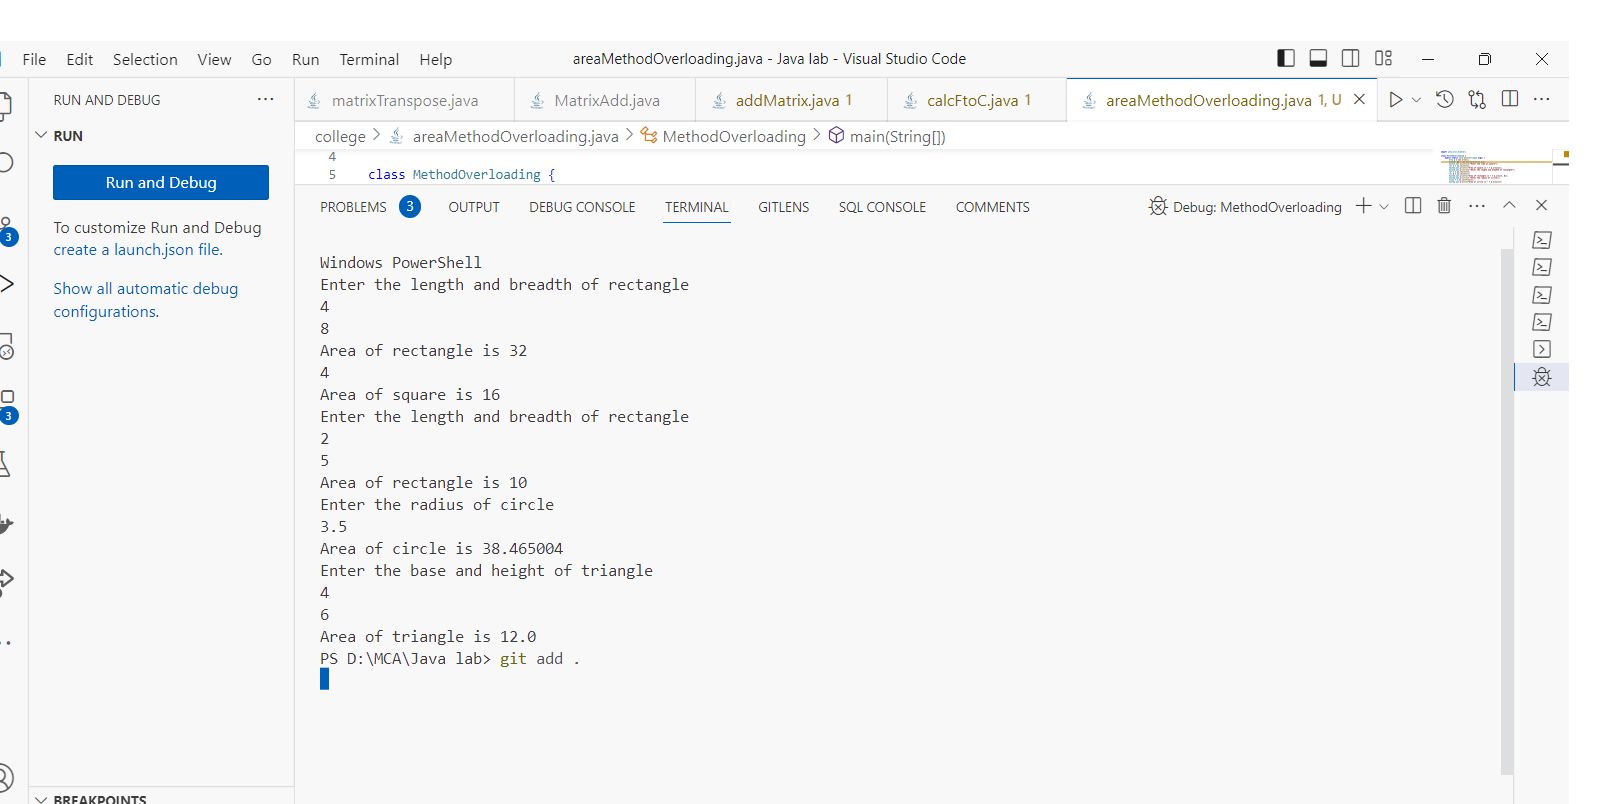 File Edit Selection View Go Run Terminal Help
areaMethodOverloading.java - Java lab - Visual Studio Code
RUN AND DEBUG
matrixTranspose.java
MatrixAdd.java
addMatrix.java 1
calcFtoC.java 1
areaMethodOverloading.java 1, U
RUN
college > areaMethodOverloading.java > MethodOverloading > main(String[])
4
5 class MethodOverloading {
Run and Debug
PROBLEMS 3 OUTPUT DEBUG CONSOLE TERMINAL GITLENS SQL CONSOLE COMMENTS
Debug: MethodOverloading
To customize Run and Debug
create a launch.json file.
Show all automatic debug
configurations.
3
3
Windows PowerShell
Enter the length and breadth of rectangle
4
8
Area of rectangle is 32
4
Area of square is 16
Enter the length and breadth of rectangle
2
5
Area of rectangle is 10
Enter the radius of circle
3.5
Area of circle is 38.465004
Enter the base and height of triangle
4
6
Area of triangle is 12.0
PS D:\MCA\Java lab> git add .
BREAKPOINTS